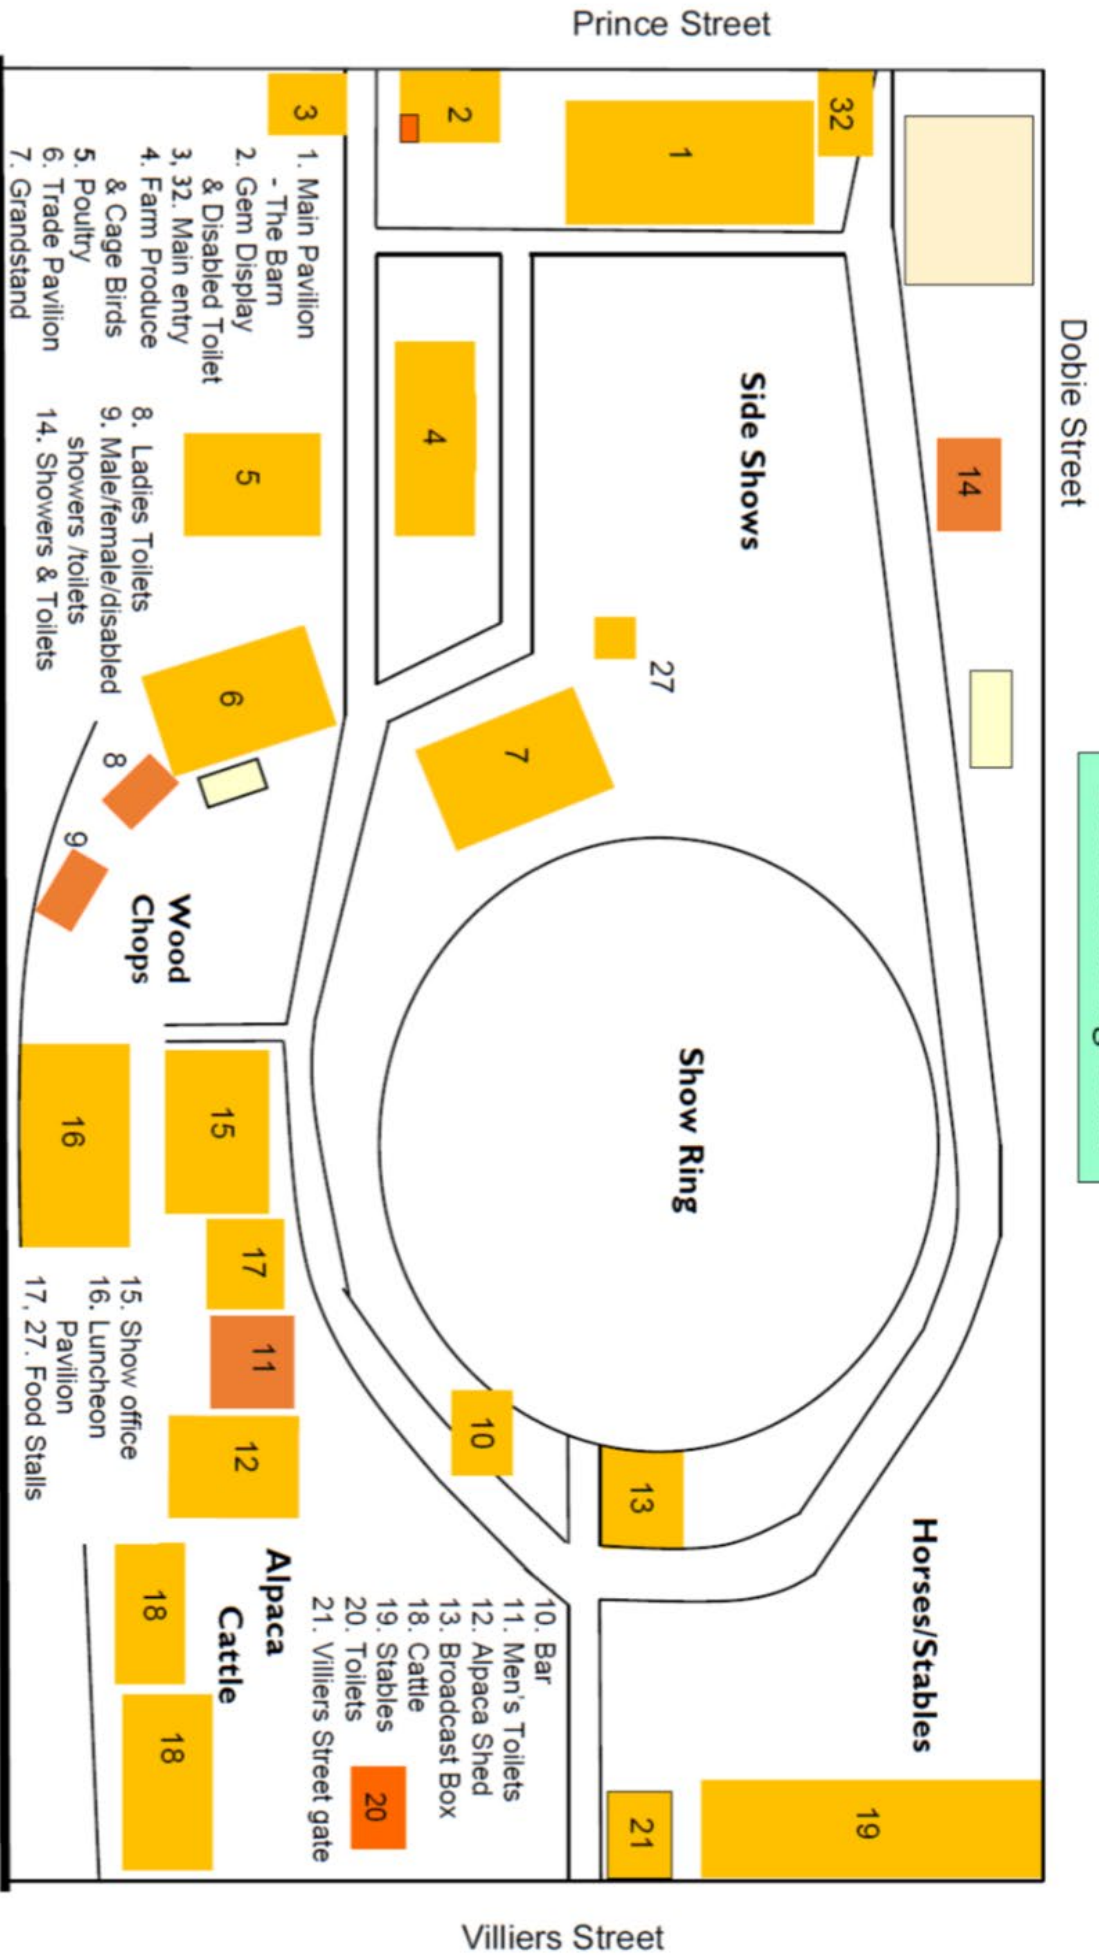 Prince Street
Dobie Street
3
2
1
32
1. Main Pavilion
- The Barn
2. Gem Display
& Disabled Toilet
3, 32. Main entry
4. Farm Produce
& Cage Birds
5. Poultry
6. Trade Pavilion
7. Grandstand
8. Ladies Toilets
9. Male/female/disabled
showers /toilets
14. Showers & Toilets
4
5
Side Shows
14
27
6
7
8
9
Wood
Chops
Show Ring
16
15
17
11
12
10
13
15. Show office
16. Luncheon
Pavilion
17, 27. Food Stalls
Horses/Stables
Alpaca
Cattle
18
18
10. Bar
11. Men's Toilets
12. Alpaca Shed
13. Broadcast Box
18. Cattle
19. Stables
20. Toilets
21. Villiers Street gate
20
21
19
Villiers Street